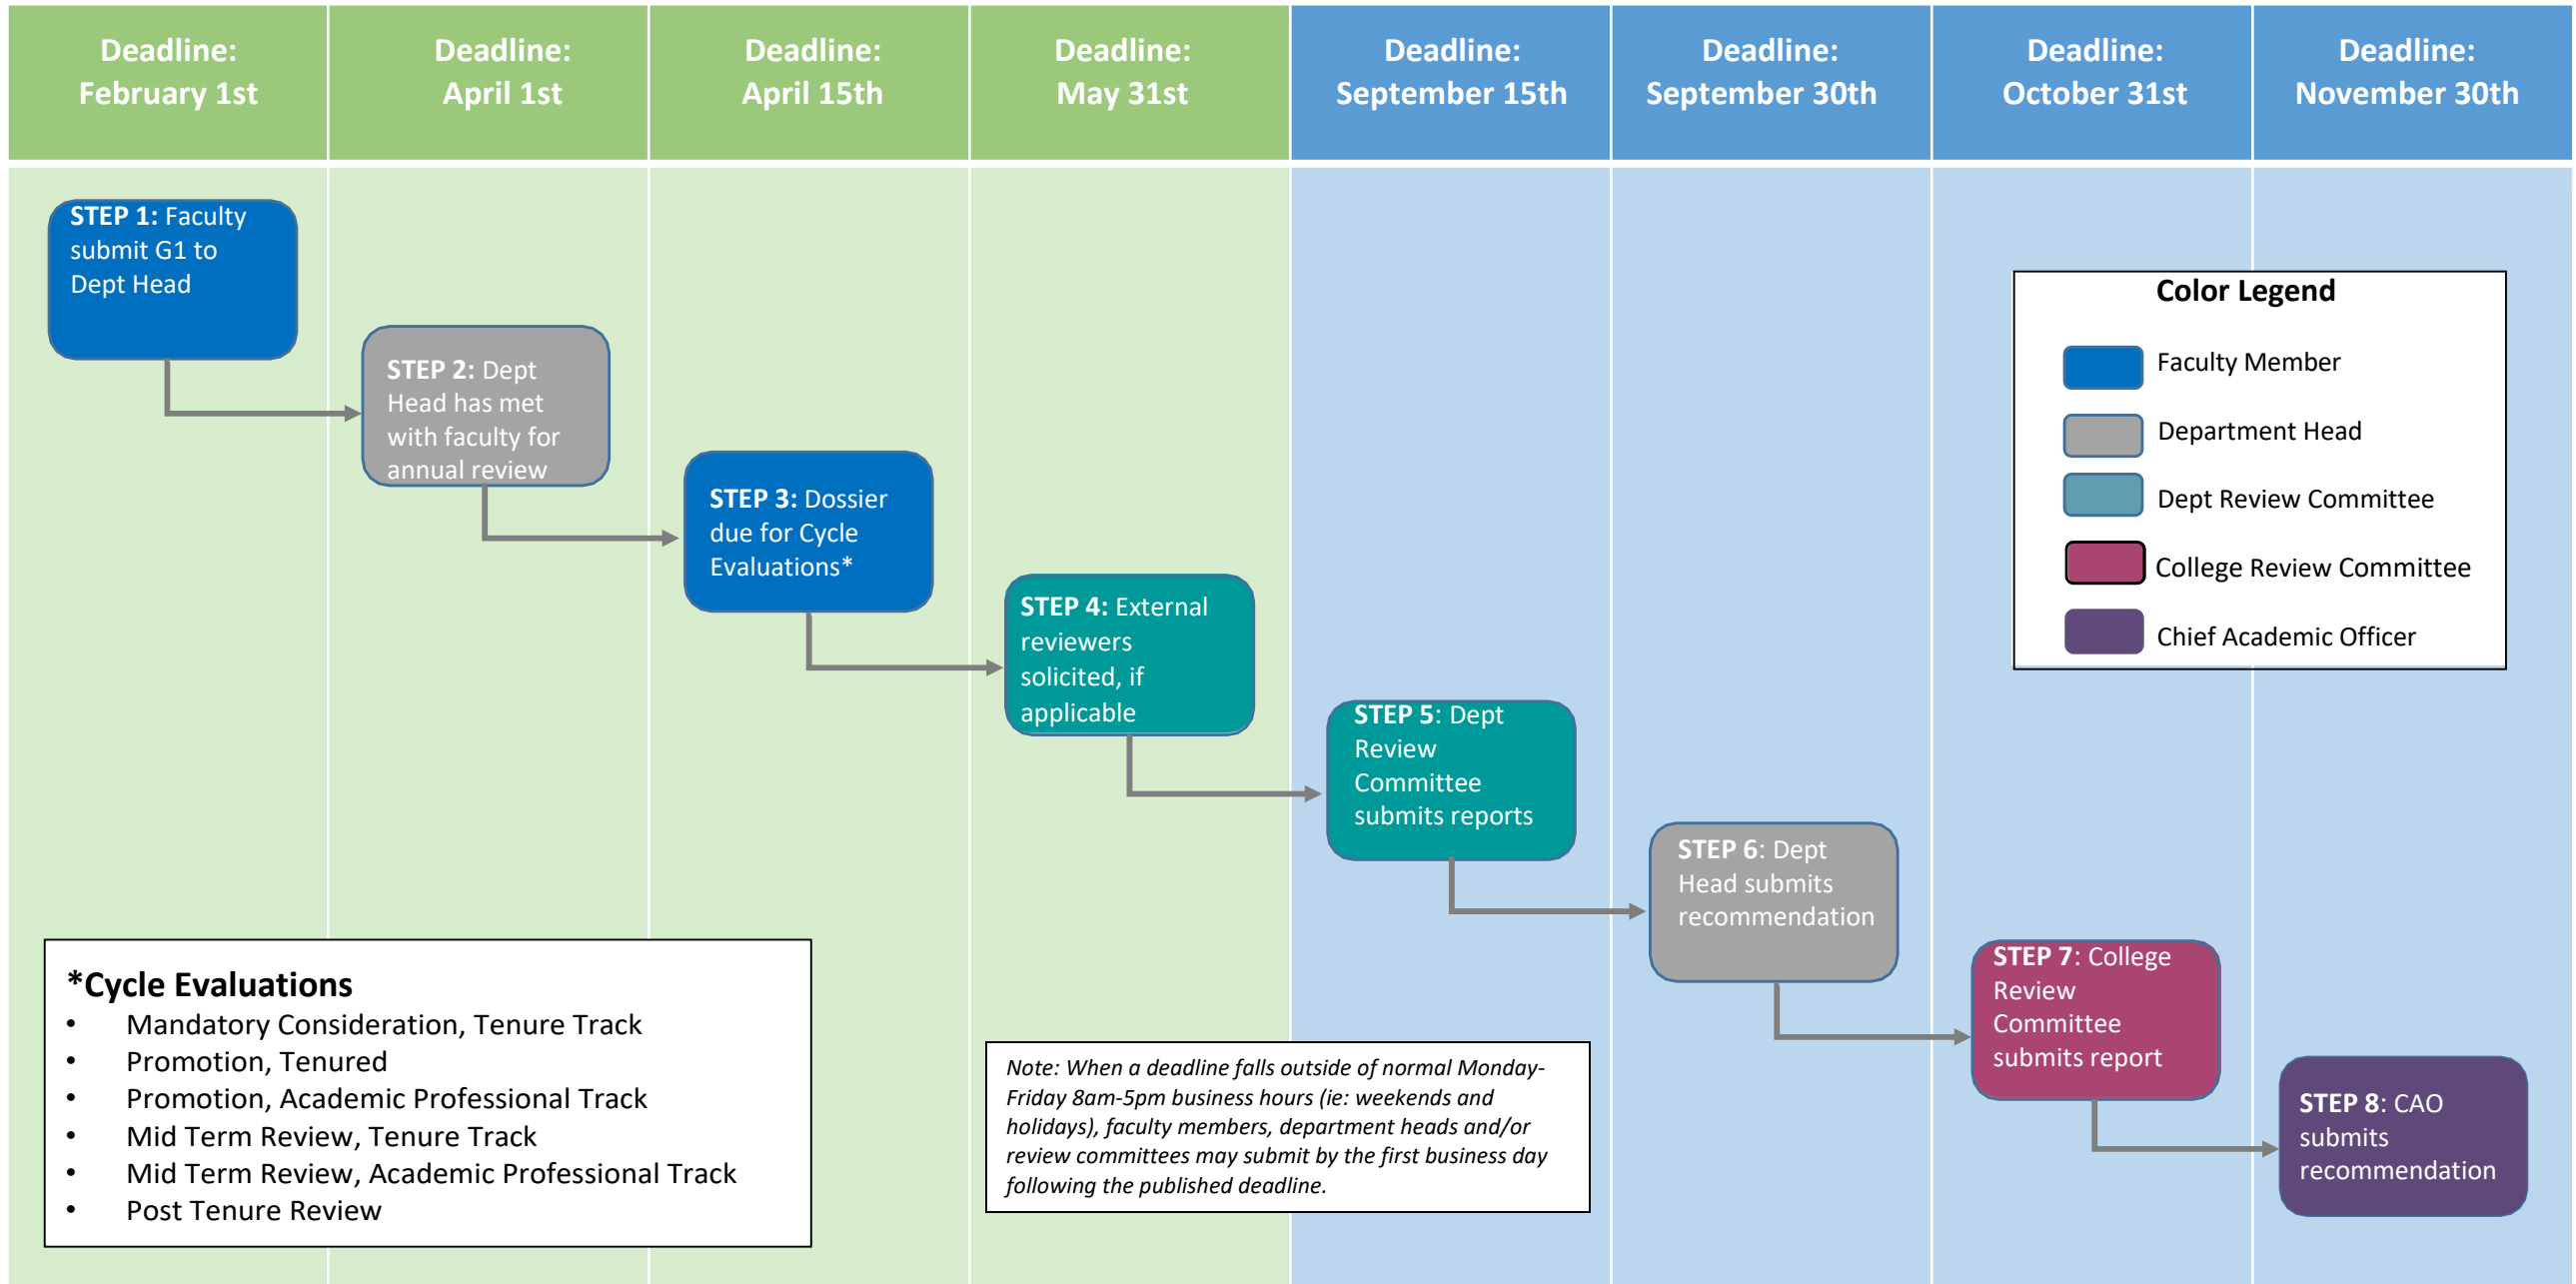 Deadline:
February 1st
Deadline:
April 1st
Deadline:
April 15th
Deadline:
May 31st
Deadline:
September 15th
Deadline:
September 30th
Deadline:
October 31st
Deadline:
November 30th
STEP 1: Faculty
submit G1 to
Dept Head
STEP 2: Dept
Head has met
with faculty for
annual review
STEP 3: Dossier
due for Cycle
Evaluations*
STEP 4: External
reviewers
solicited, if
applicable
STEP 5: Dept
Review
Committee
submits reports
STEP 6: Dept
Head submits
recommendation
STEP 7: College
Review
Committee
submits report
STEP 8: CAO
submits
recommendation
Color Legend
Faculty Member
Department Head
Dept Review Committee
College Review Committee
Chief Academic Officer
*Cycle Evaluations
• Mandatory Consideration, Tenure Track
• Promotion, Tenured
• Promotion, Academic Professional Track
• Mid Term Review, Tenure Track
• Mid Term Review, Academic Professional Track
• Post Tenure Review
Note: When a deadline falls outside of normal Monday-
Friday 8am-5pm business hours (ie: weekends and
holidays), faculty members, department heads and/or
review committees may submit by the first business day
following the published deadline.